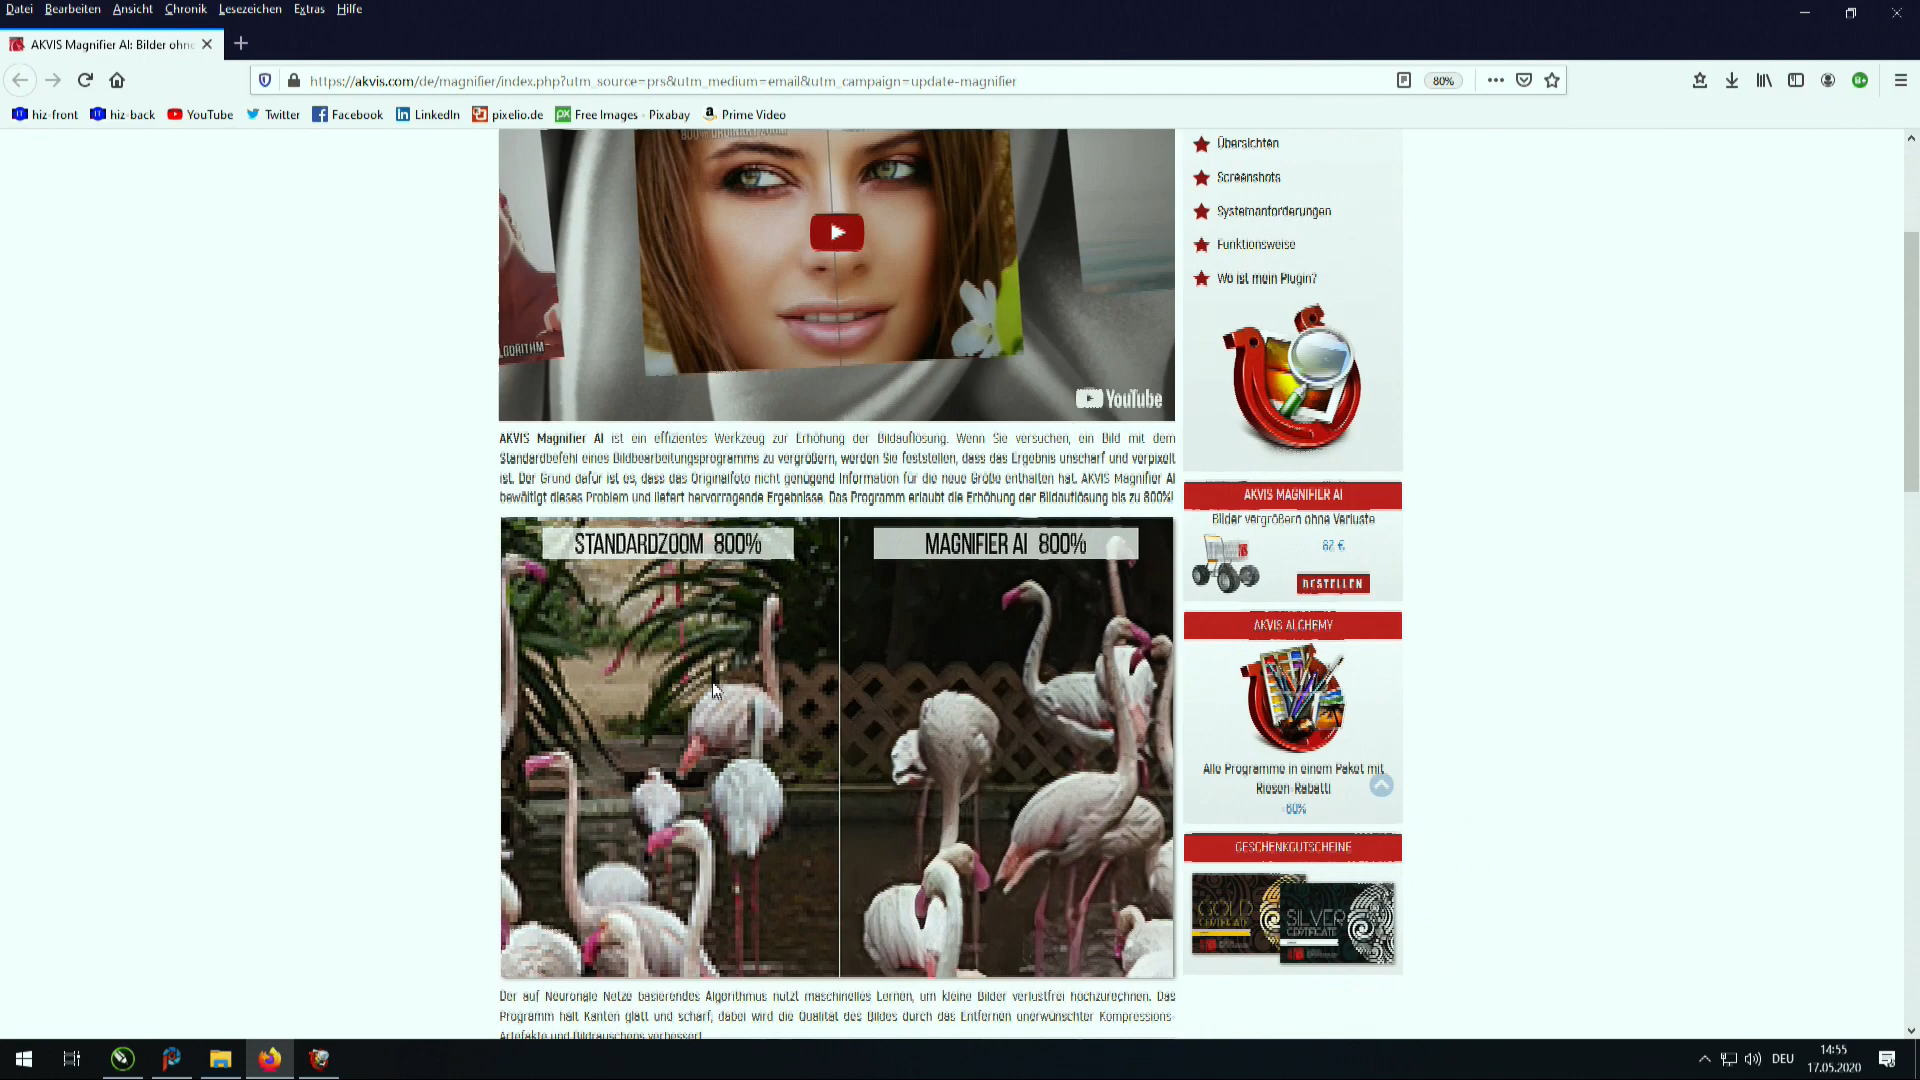 Datei Bearbeiten Ansicht Chronik Lesezeichen Extras Hilfe
AKVIS Magnifier AI: Bilder ohne
https://akvis.com/de/magnifier/index.php?utm_source=prs&utm_medium=email&utm_campaign=update-magnifier
80%
hiz-front hiz-back YouTube Twitter Facebook LinkedIn pixelio.de Free Images - Pixabay Prime Video
Übersichten
Screenshots
Systemanforderungen
Funktionsweise
Wo ist mein Plugin?
YouTube
AKVIS Magnifier AI ist ein effizientes Werkzeug zur Erhöhung der Bildauflösung. Wenn Sie versuchen, ein Bild mit dem
Standardbefehl eines Bildbearbeitungsprogramms zu vergrößern, werden Sie feststellen, dass das Ergebnis unscharf und verpixelt
ist. Der Grund dafür ist es, dass das Originalfoto nicht genügend Information für die neue Größe enthalten hat. AKVIS Magnifier AI
bewältigt dieses Problem und liefert hervorragende Ergebnisse. Das Programm erlaubt die Erhöhung der Bildauflösung bis zu 800%!
STANDARDZOOM 800%
MAGNIFIER AI 800%
AKVIS MAGNIFIER AI
Bilder vergrößern ohne Verluste
82 €
BESTELLEN
AKVIS ALCHEMY
Alle Programme in einem Paket mit
Riesen-Rabatt!
-60%
GESCHENKGUTSCHEINE
GOLD
CERTIFICATE
SILVER
CERTIFICATE
Der auf Neuronale Netze basierendes Algorithmus nutzt maschinelles Lernen, um kleine Bilder verlustfrei hochzurechnen. Das
Programm hält Kanten glatt und scharf, dabei wird die Qualität des Bildes durch das Entfernen unerwünschter Kompressions-
Artefakte und Bildrauschens verbessert.
DEU
14:55
17.05.2020